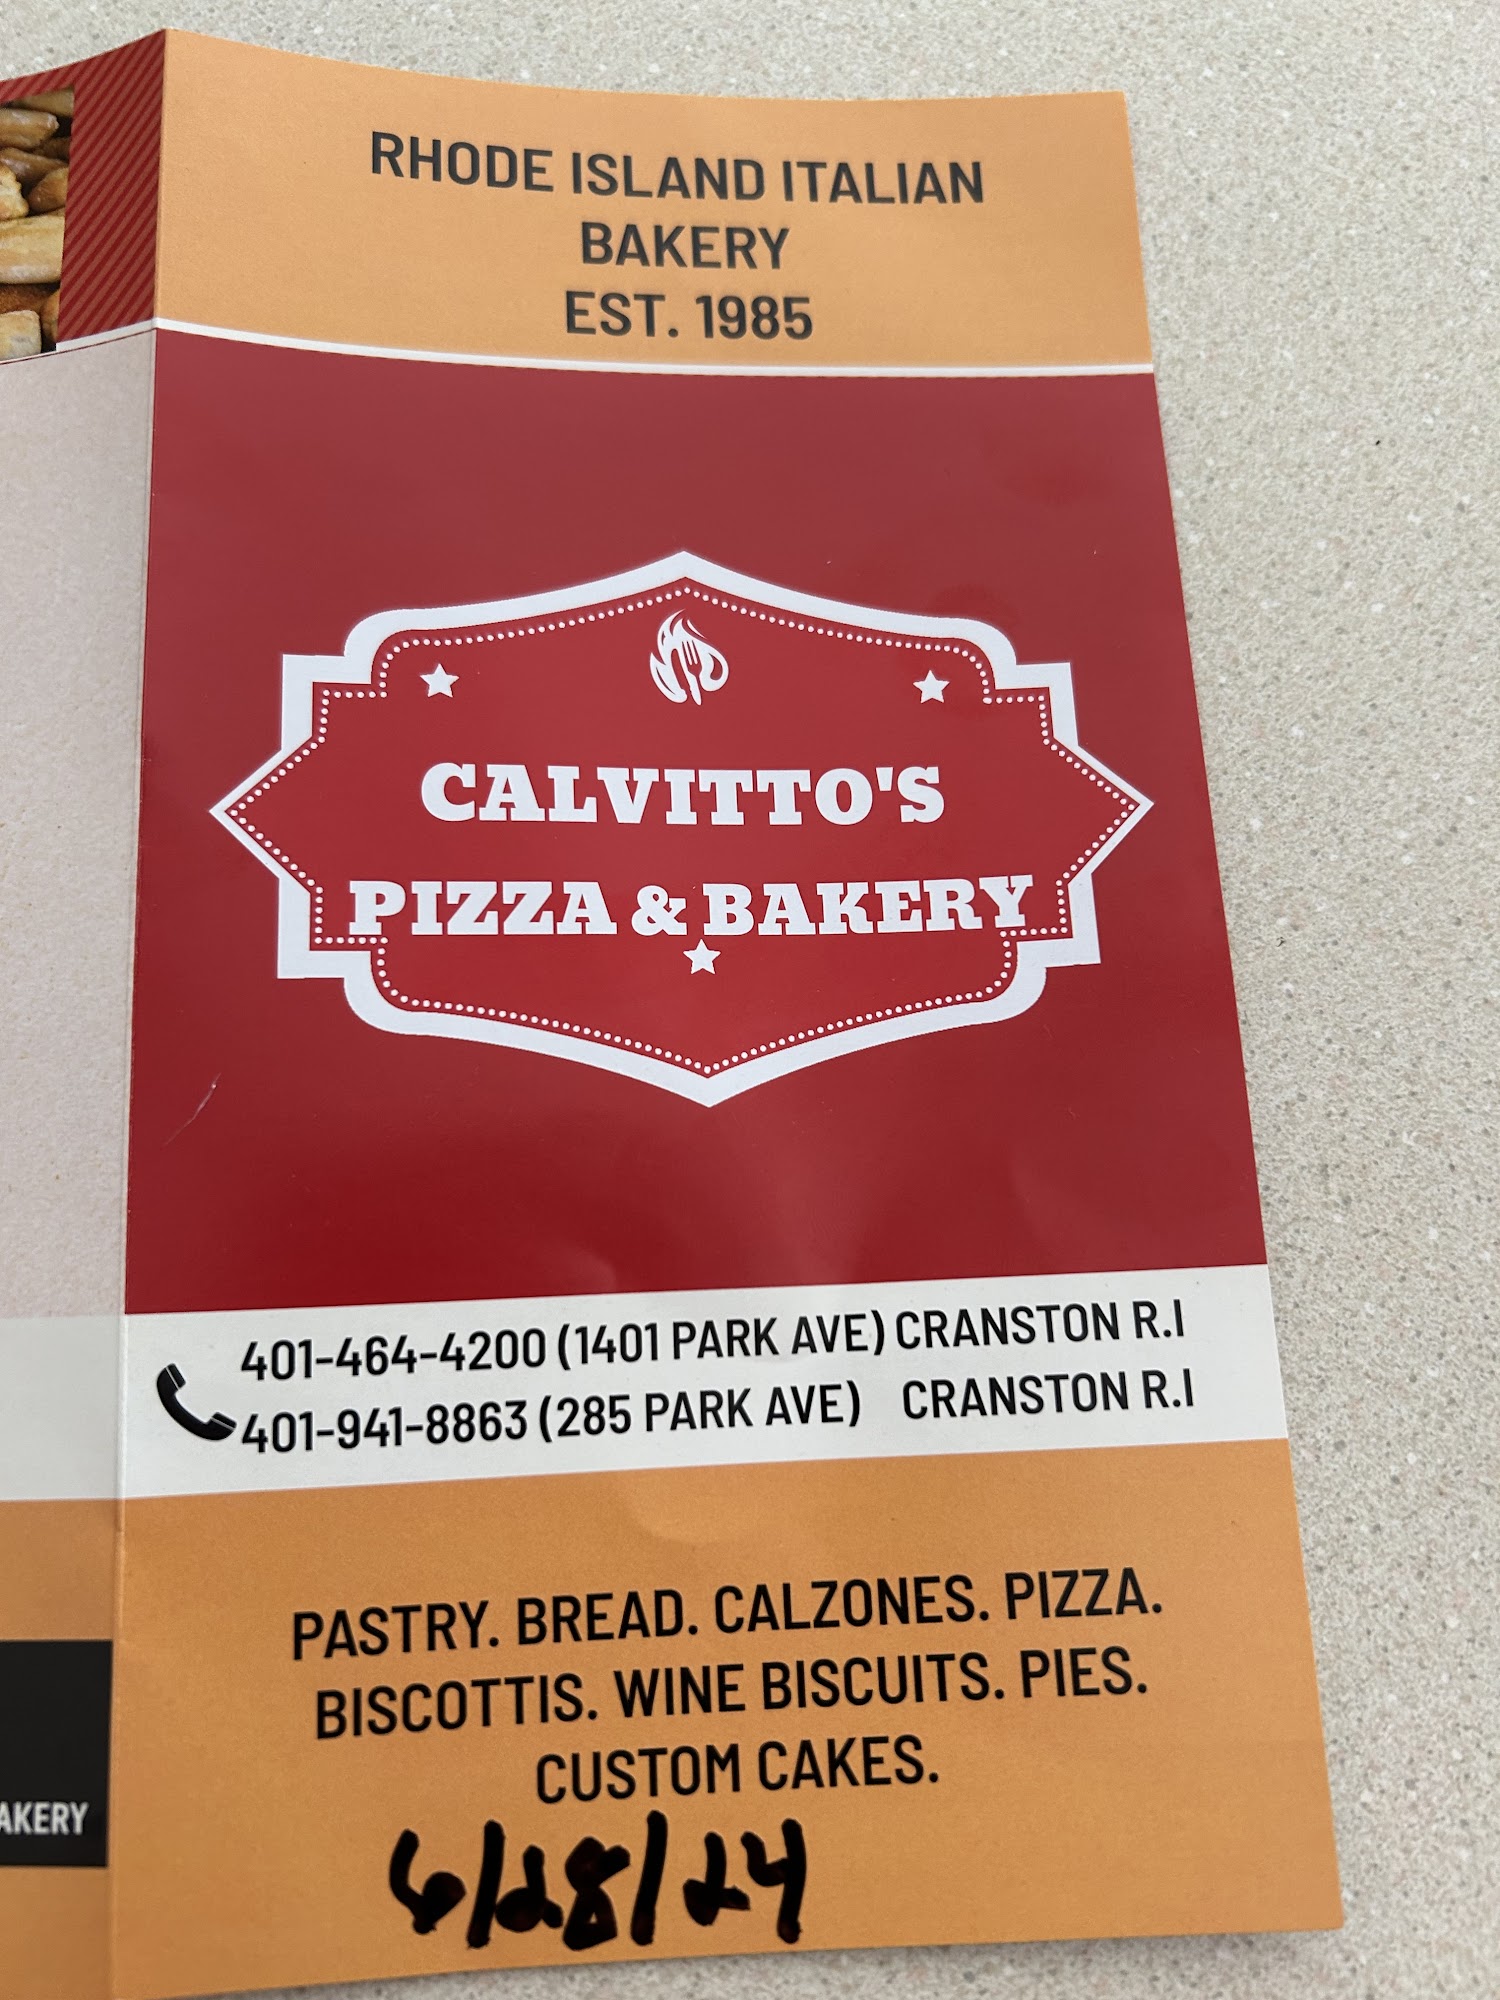 RHODE ISLAND ITALIAN
BAKERY
EST. 1985
CALVITTO'S
PIZZA & BAKERY
401-464-4200 (1401 PARK AVE) CRANSTON R.I
401-941-8863 (285 PARK AVE) CRANSTON R.I
PASTRY. BREAD. CALZONES. PIZZA.
BISCOTTIS. WINE BISCUITS. PIES.
CUSTOM CAKES.
6/28/24
AKERY